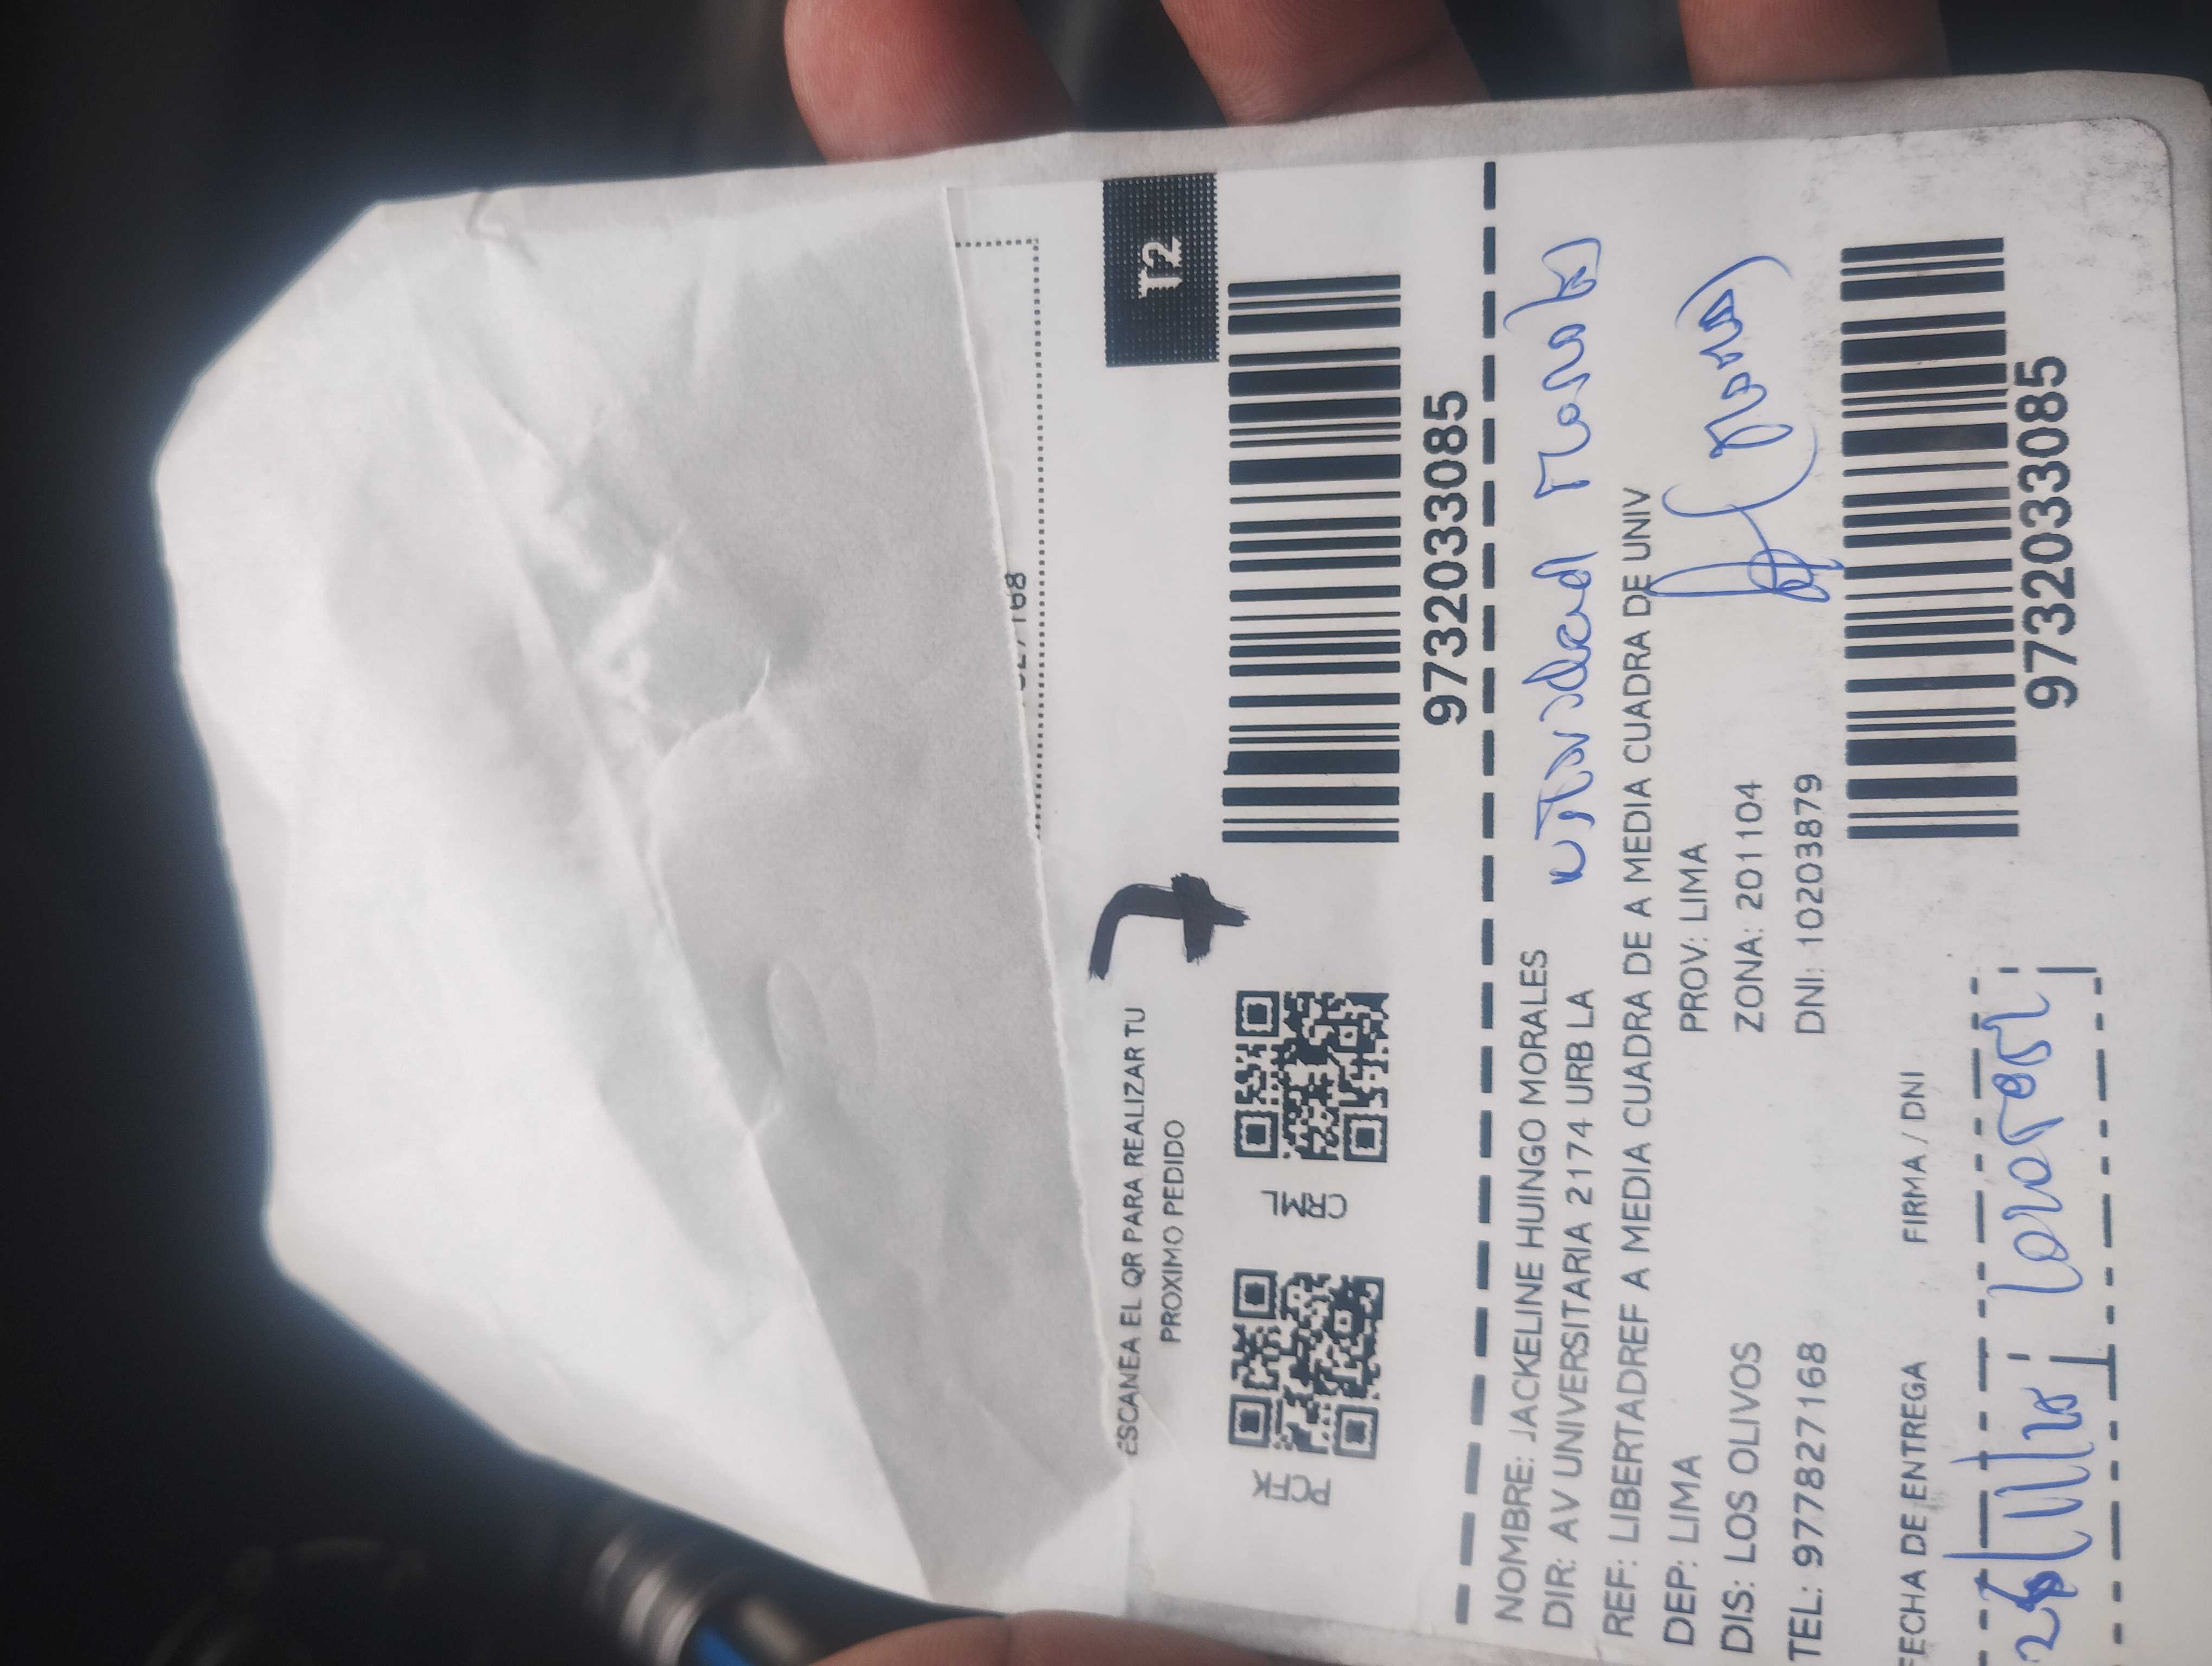 T2
ESCANEA EL QR PARA REALIZAR TU
PROXIMO PEDIDO
7
PCFK
CRML
9732033085
NOMBRE: JACKELINE HUINGO MORALES
DIR: AV UNIVERSITARIA 2174 URB LA
REF: LIBERTADREF A MEDIA CUADRA DE A MEDIA CUADRA DE UNIV
DEP: LIMA PROV: LIMA
DIS: LOS OLIVOS ZONA: 201104
TEL: 977827168 DNI: 10203879
FECHA DE ENTREGA FIRMA / DNI
9732033085